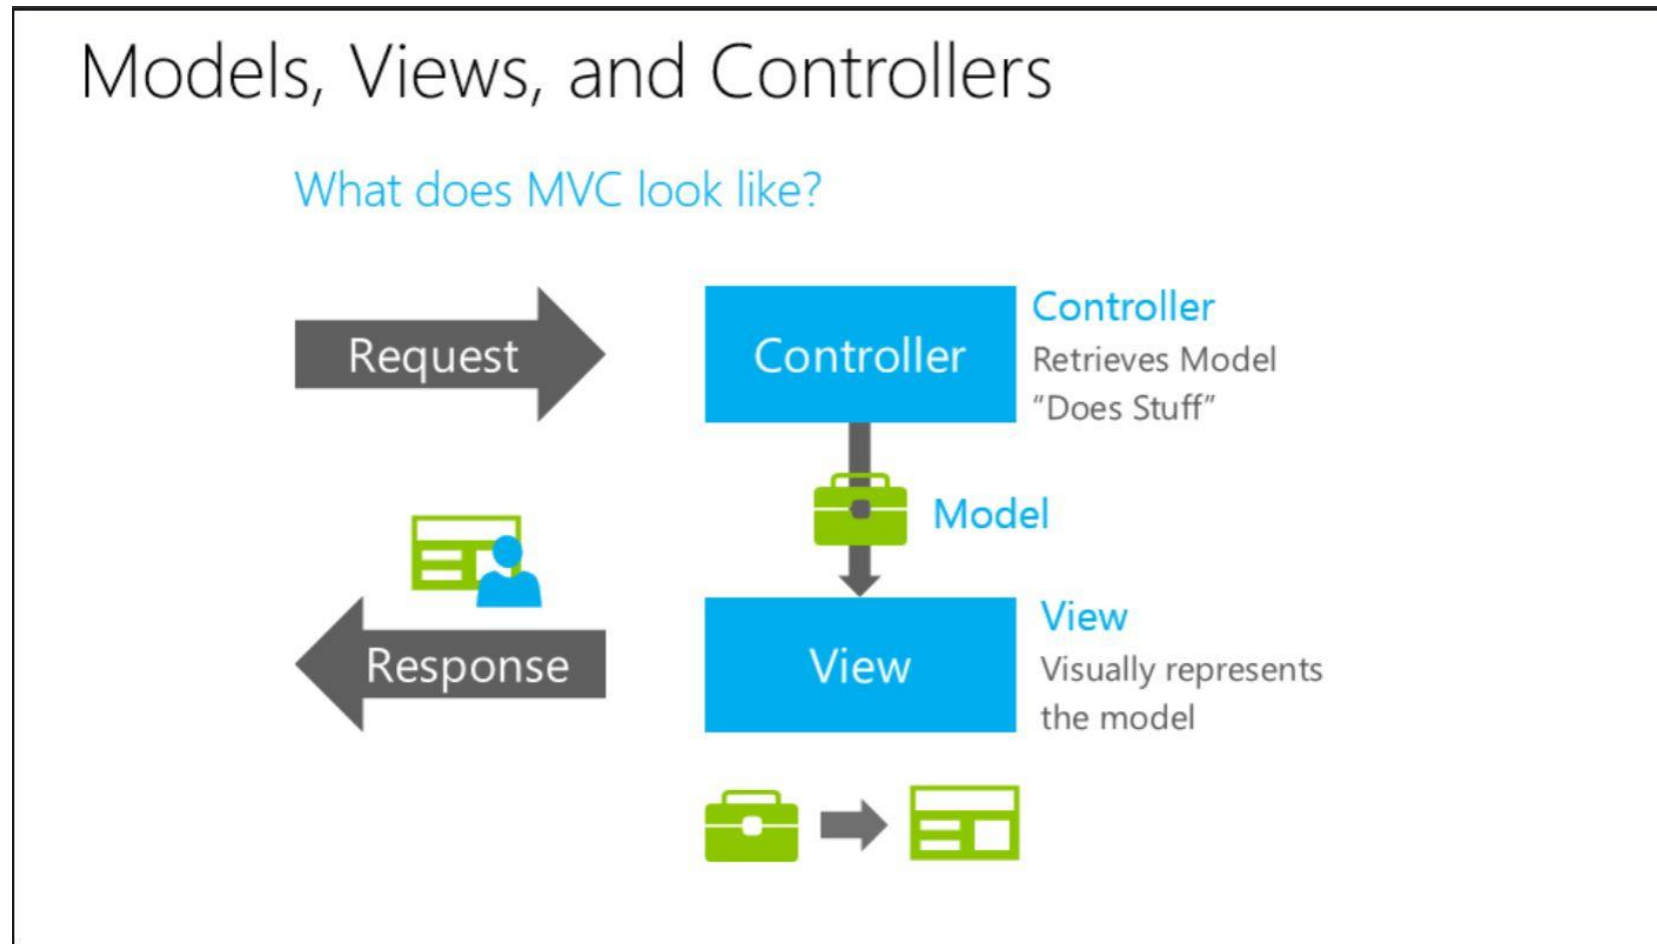 Models, Views, and Controllers
What does MVC look like?
Request
Controller
Controller
Retrieves Model
“Does Stuff”
Model
Response
View
View
Visually represents
the model